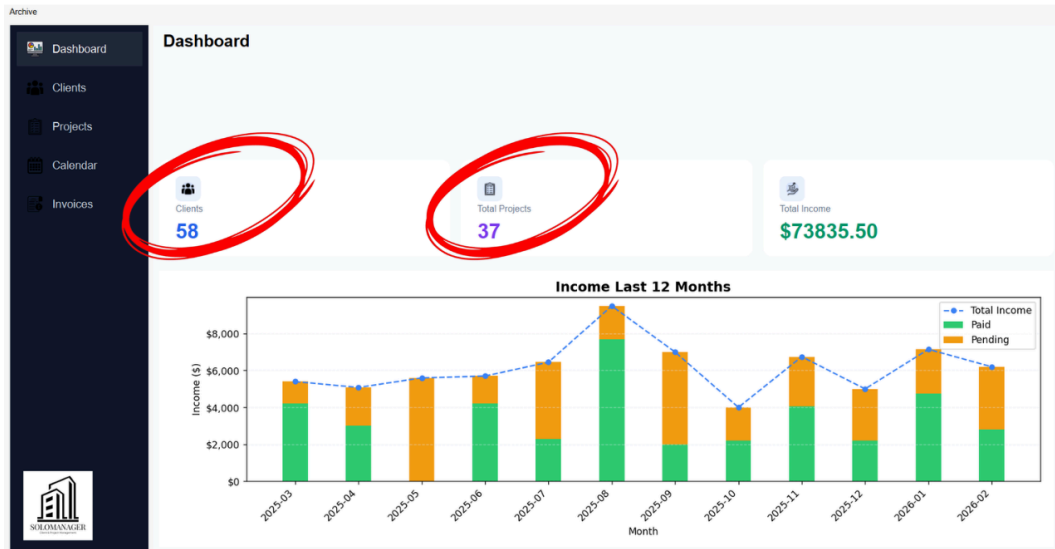 Archive
Dashboard
Clients
Projects
Calendar
Invoices
SOLOMANAGER
Dashboard
Clients
58
Total Projects
37
Total Income
$73835.50
Income Last 12 Months
Total Income
Paid
Pending
Income ($)
$8,000
$6,000
$4,000
$2,000
$0
2025-03
2025-04
2025-05
2025-06
2025-07
2025-08
2025-09
2025-10
2025-11
2025-12
2026-01
2026-02
Month